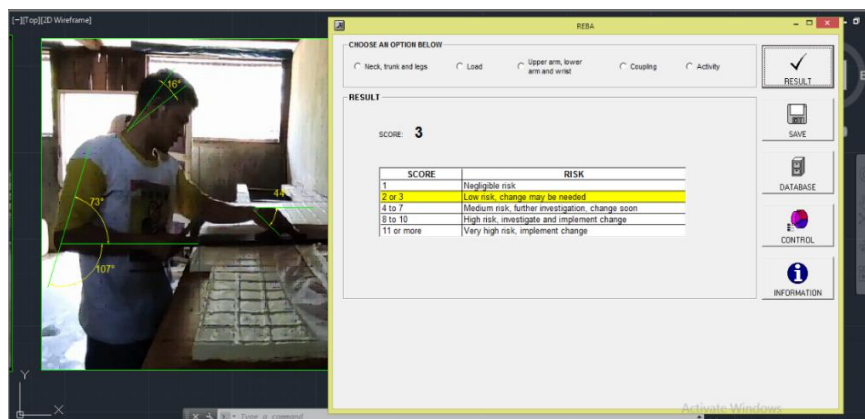 [−][Top][2D Wireframe]
16°
73°
44°
107°
Y
X
Type a command
REBA
CHOOSE AN OPTION BELOW
Neck, trunk and legs
Load
Upper arm, lower
arm and wrist
Coupling
Activity
RESULT
SCORE: 3
SCORE RISK
1 Negligible risk
2 or 3 Low risk, change may be needed
4 to 7 Medium risk, further investigation, change soon
8 to 10 High risk, investigate and implement change
11 or more Very high risk, implement change
RESULT
SAVE
DATABASE
CONTROL
INFORMATION
Activate Windows